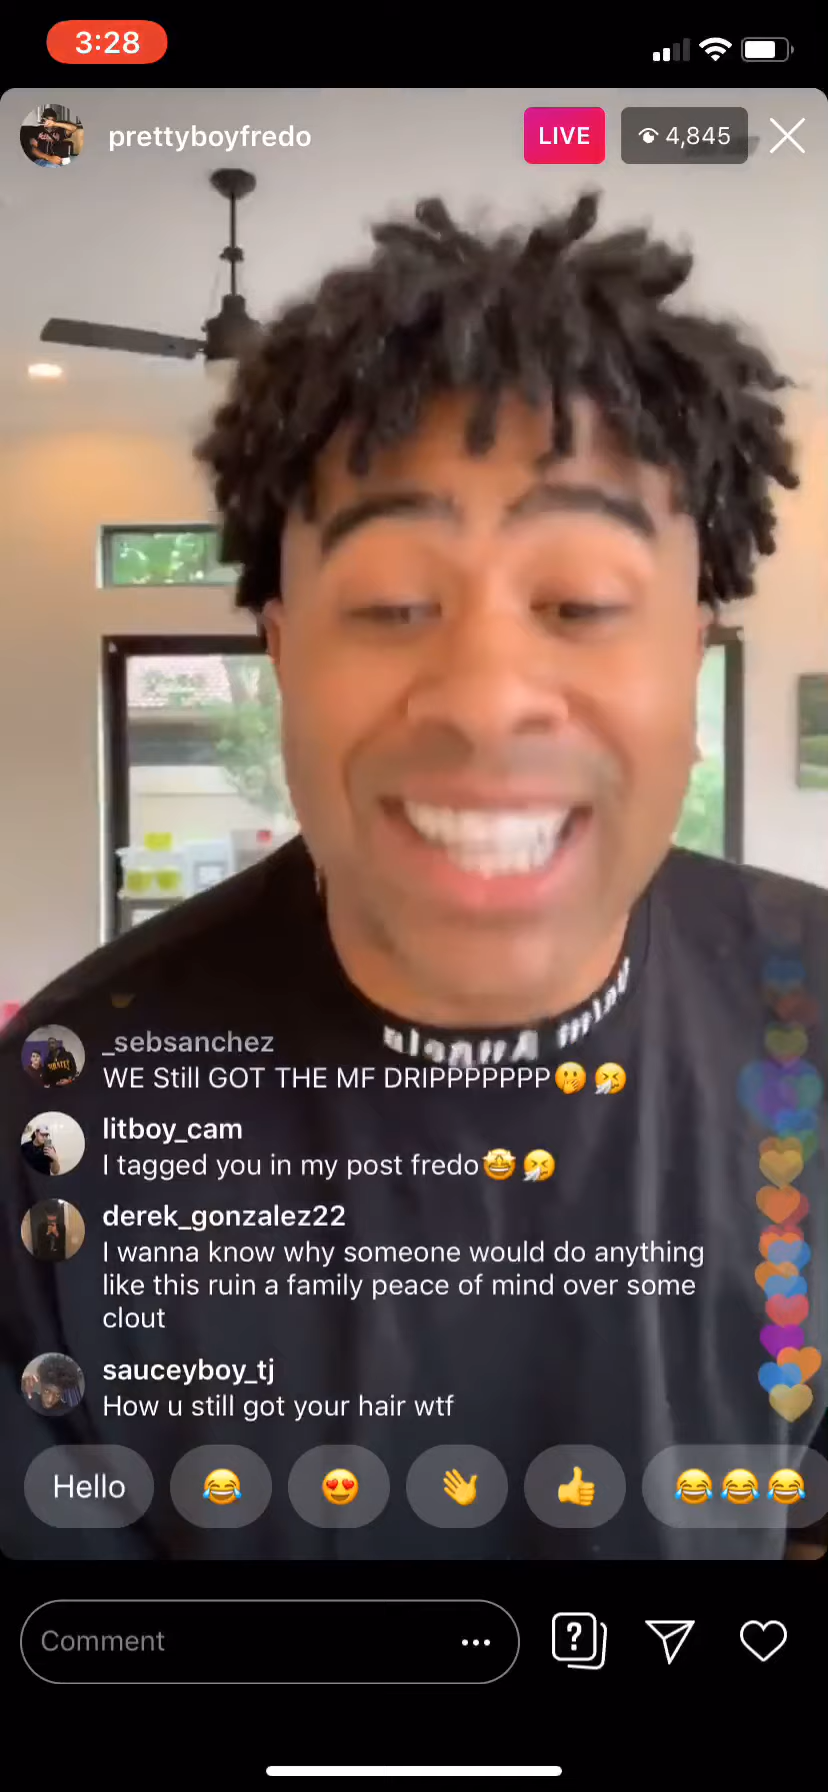 3:28
prettyboyfredo
LIVE
4,845
_sebsanchez
WE Still GOT THE MF DRIPPPPPPP🤭 🤧
litboy_cam
I tagged you in my post fredo🤩 🤧
derek_gonzalez22
I wanna know why someone would do anything
like this ruin a family peace of mind over some
clout
sauceyboy_tj
How u still got your hair wtf
Hello 😂 😍 👋 👍 😂 😂 😂
Comment ...